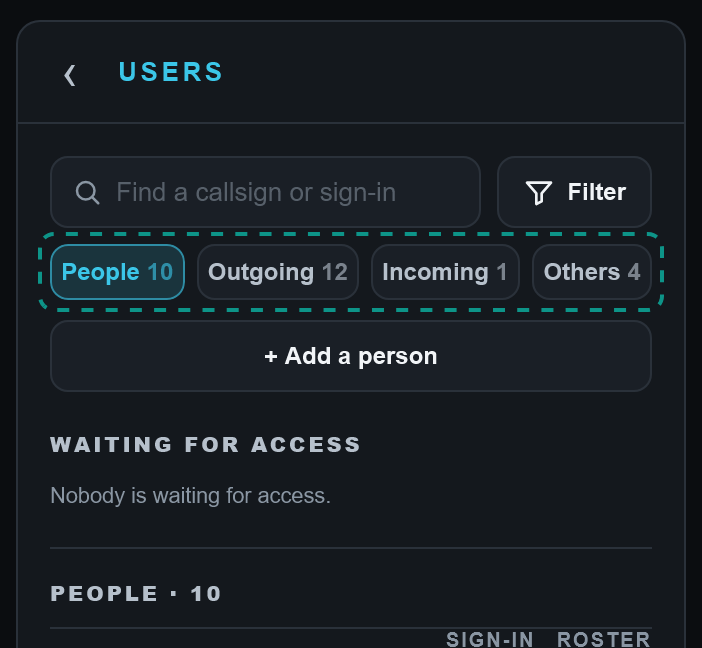 USERS
Find a callsign or sign-in
Filter
People 10 Outgoing 12 Incoming 1 Others 4
+ Add a person
WAITING FOR ACCESS
Nobody is waiting for access.
PEOPLE · 10
SIGN-IN ROSTER